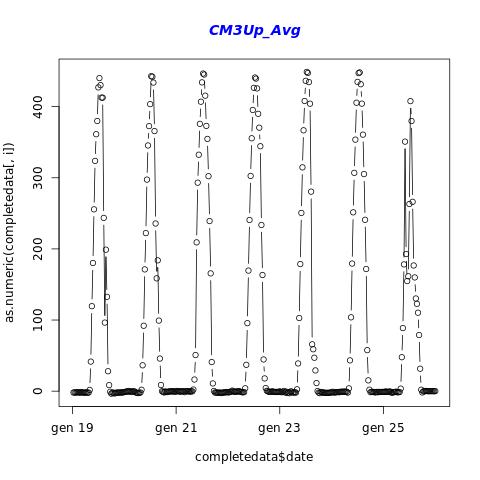 CM3Up_Avg
as.numeric(completedata[, i])
400
300
200
100
0
gen 19
gen 21
gen 23
gen 25
completedata$date